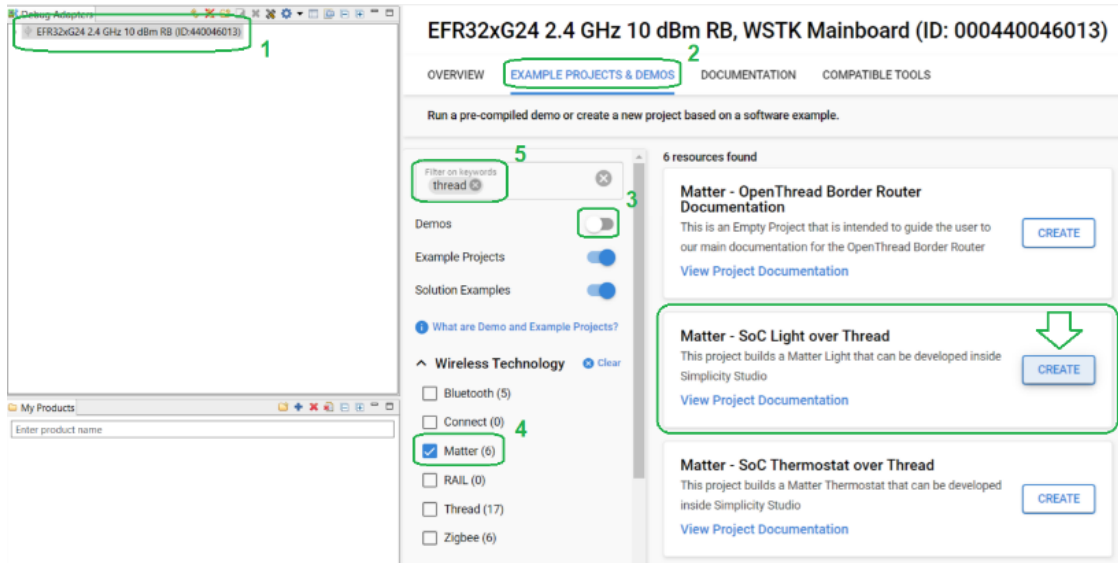 Debug Adapters
EFR32xG24 2.4 GHz 10 dBm RB (ID:440046013)
1
EFR32xG24 2.4 GHz 10 dBm RB, WSTK Mainboard (ID: 000440046013)
2
OVERVIEW EXAMPLE PROJECTS & DEMOS DOCUMENTATION COMPATIBLE TOOLS
Run a pre-compiled demo or create a new project based on a software example.
5
Filter on keywords
thread
3
Demos
Example Projects
Solution Examples
What are Demo and Example Projects?
Wireless Technology Clear
Bluetooth (5)
Connect (0)
4
Matter (6)
RAIL (0)
Thread (17)
Zigbee (6)
6 resources found
Matter - OpenThread Border Router
Documentation
This is an Empty Project that is intended to guide the user to
our main documentation for the OpenThread Border Router
CREATE
View Project Documentation
Matter - SoC Light over Thread
This project builds a Matter Light that can be developed inside
Simplicity Studio
CREATE
View Project Documentation
Matter - SoC Thermostat over Thread
This project builds a Matter Thermostat that can be developed
inside Simplicity Studio
CREATE
View Project Documentation
My Products
Enter product name